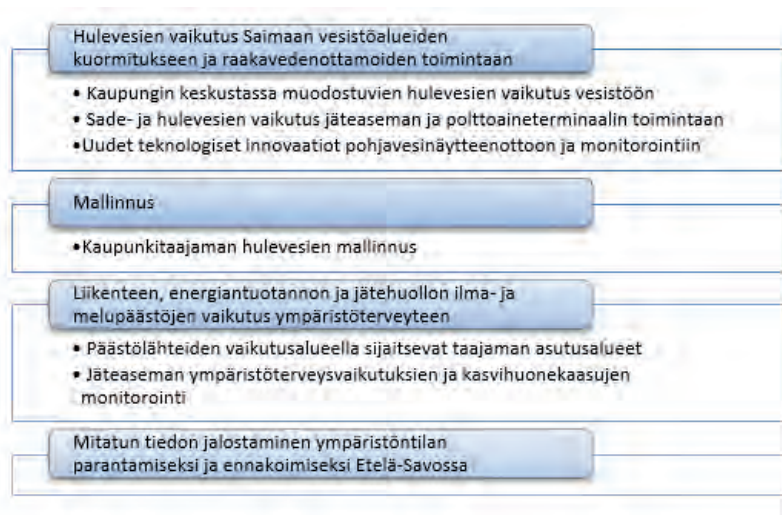 Hulevesien vaikutus Saimaan vesistöalueiden
kuormitukseen ja raakavedenottamoiden toimintaan
• Kaupungin keskustassa muodostuvien hulevesien vaikutus vesistöön
• Sade- ja hulevesien vaikutus jäteaseman ja polttoaineterminaalin toimintaan
•Uudet teknologiset innovaatiot pohjavesinäytteenottoon ja monitorointiin
Mallinnus
•Kaupunkitaajaman hulevesien mallinnus
Liikenteen, energiantuotannon ja jätehuollon ilma- ja
melupäästöjen vaikutus ympäristöterveyteen
• Päästölähteiden vaikutusalueella sijaitsevat taajaman asutusalueet
• Jäteaseman ympäristöterveysvaikutuksien ja kasvihuonekaasujen
monitorointi
Mitatun tiedon jalostaminen ympäristöntilan
parantamiseksi ja ennakoimiseksi Etelä-Savossa